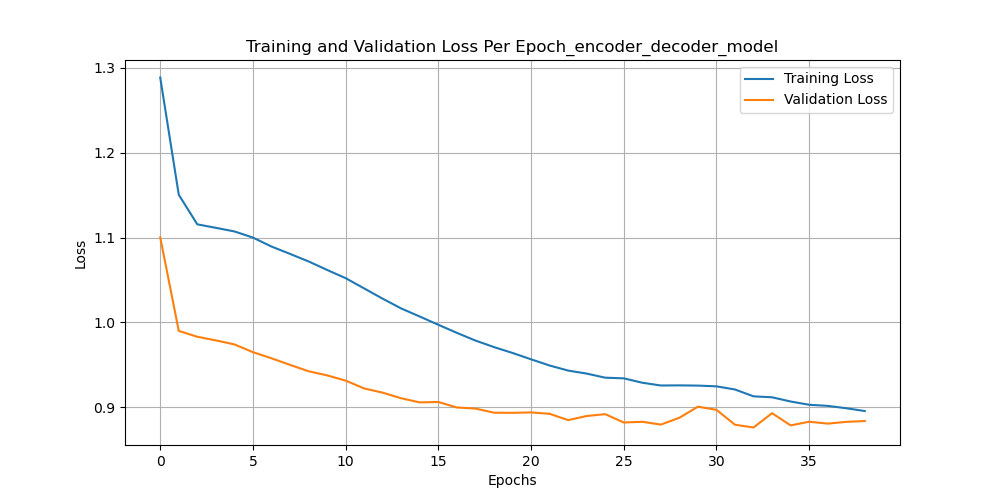 Training and Validation Loss Per Epoch_encoder_decoder_model
Training Loss
Validation Loss
Loss
1.3
1.2
1.1
1.0
0.9
0 5 10 15 20 25 30 35
Epochs